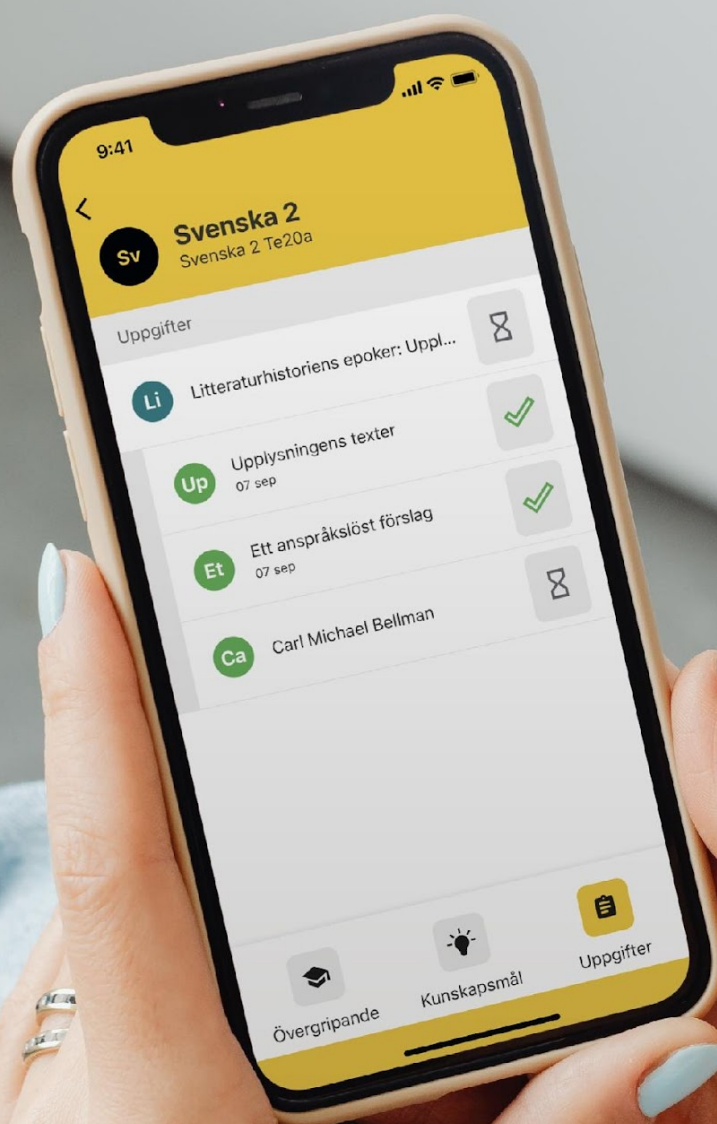 9:41
Sv
Svenska 2
Svenska 2 Te20a
Uppgifter
Li
Litteraturhistoriens epoker: Uppl...
Up
Upplysningens texter
07 sep
Et
Ett anspråkslöst förslag
07 sep
Ca
Carl Michael Bellman
Övergripande
Kunskapsmål
Uppgifter